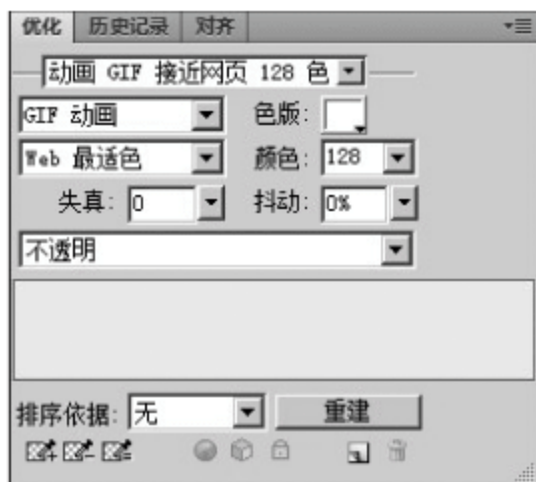 优化 历史记录 对齐
动画 GIF 接近网页 128 色
GIF 动画 色版:
Web 最适色 颜色: 128
失真: 0 抖动: 0%
不透明
排序依据: 无 重建